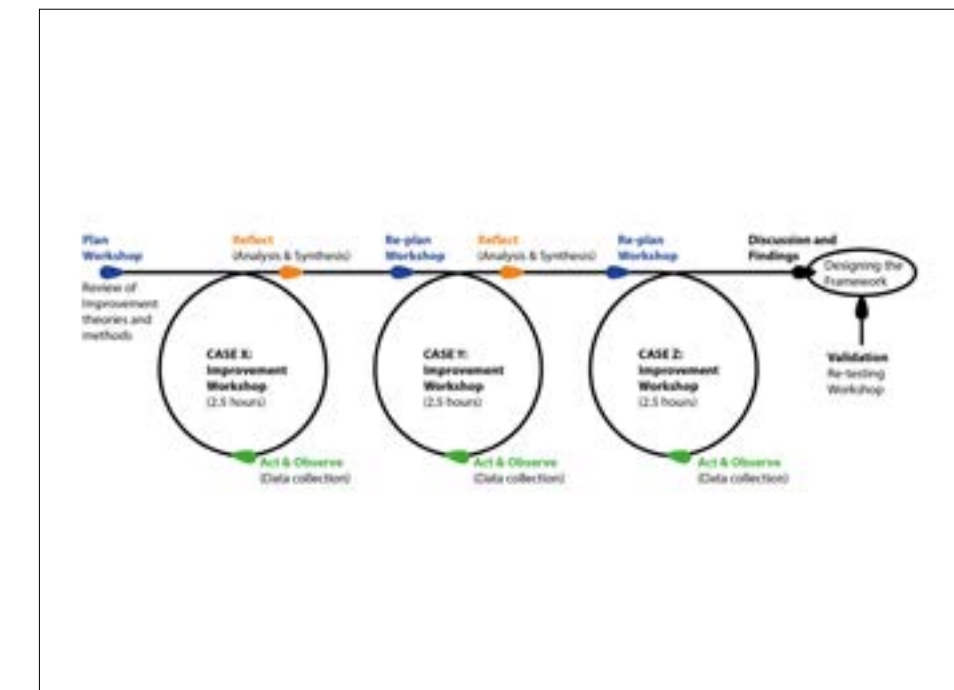 Plan
Workshop
Review of
Improvement
theories and
methods
Reflect
(Analysis & Synthesis)
CASE X:
Improvement
Workshop
(2.5 hours)
Act & Observe
(Data collection)
Re-plan
Workshop
Reflect
(Analysis & Synthesis)
CASE Y:
Improvement
Workshop
(2.5 hours)
Act & Observe
(Data collection)
Re-plan
Workshop
CASE Z:
Improvement
Workshop
(2.5 hours)
Act & Observe
(Data collection)
Discussion and
Findings
Designing the
Framework
Validation
Re-testing
Workshop